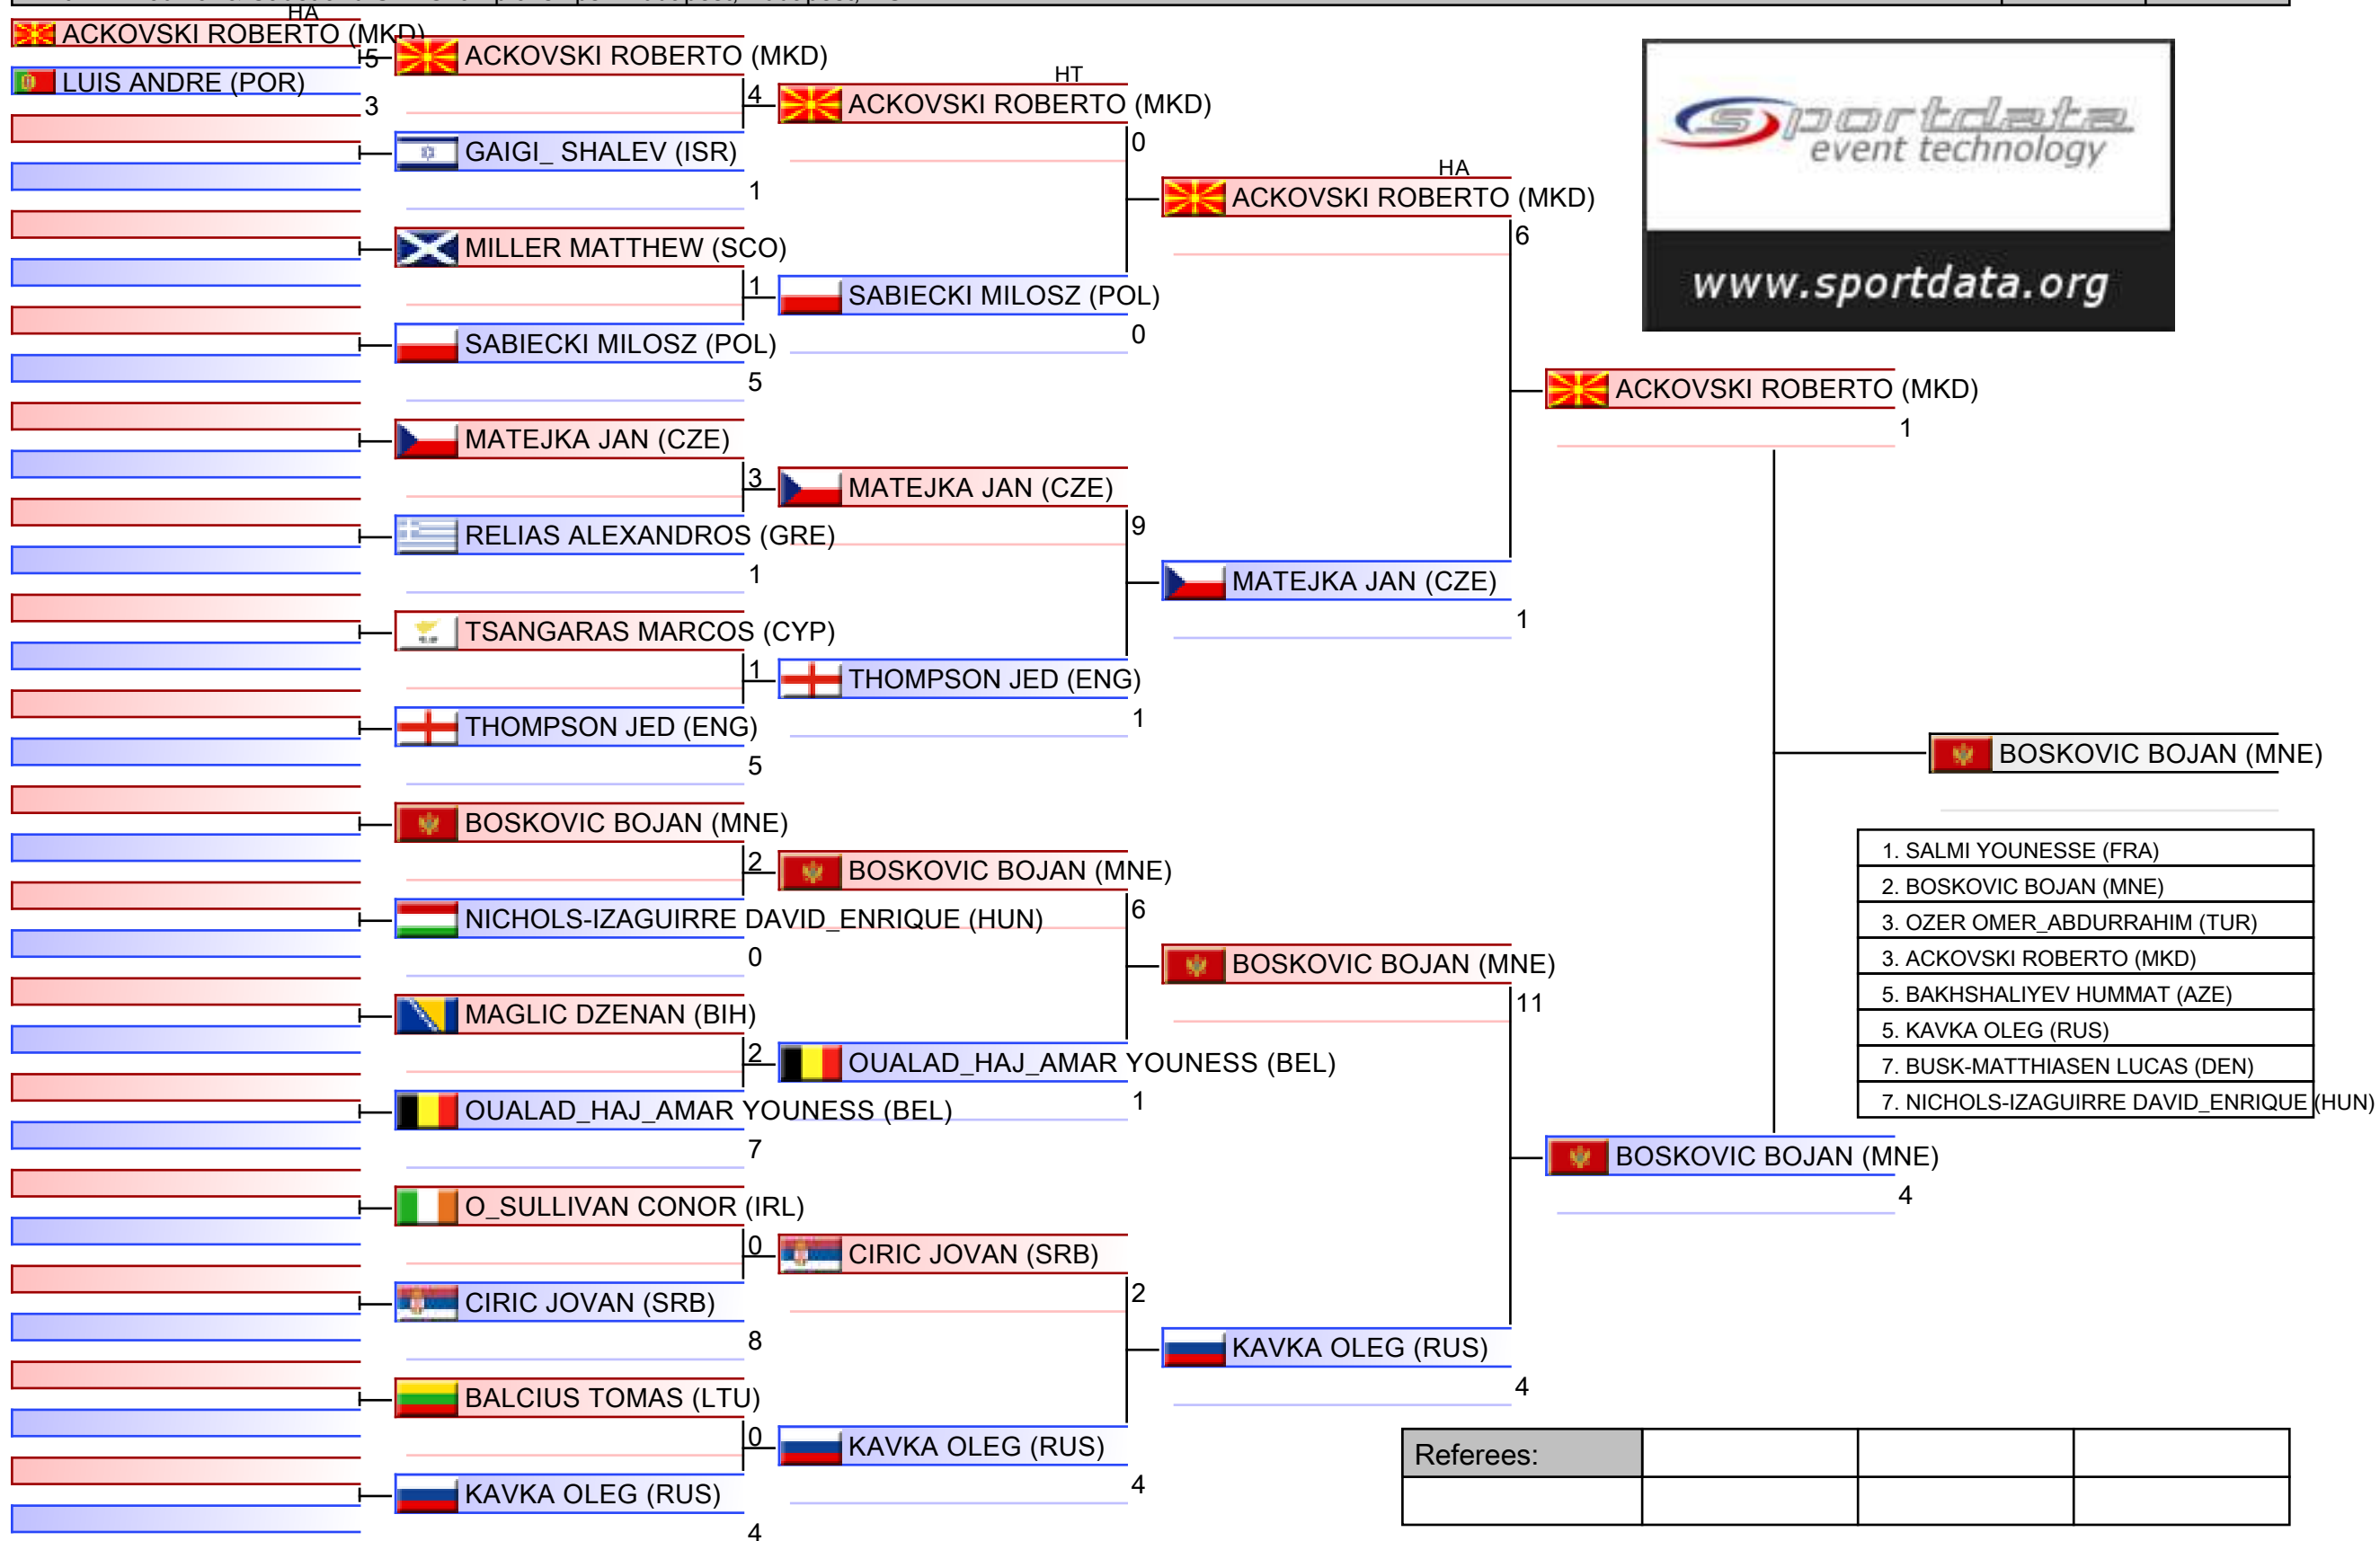 HA
ACKOVSKI ROBERTO (MKD)
5
LUIS ANDRE (POR)
3
ACKOVSKI ROBERTO (MKD)
4
GAIGI_ SHALEV (ISR)
1
MILLER MATTHEW (SCO)
1
SABIECKI MILOSZ (POL)
5
MATEJKA JAN (CZE)
3
RELIAS ALEXANDROS (GRE)
1
TSANGARAS MARCOS (CYP)
1
THOMPSON JED (ENG)
5
BOSKOVIC BOJAN (MNE)
2
NICHOLS-IZAGUIRRE DAVID_ENRIQUE (HUN)
0
MAGLIC DZENAN (BIH)
2
OUALAD_HAJ_AMAR YOUNESS (BEL)
7
O_SULLIVAN CONOR (IRL)
0
CIRIC JOVAN (SRB)
8
BALCIUS TOMAS (LTU)
0
KAVKA OLEG (RUS)
4
HT
ACKOVSKI ROBERTO (MKD)
0
SABIECKI MILOSZ (POL)
0
MATEJKA JAN (CZE)
9
THOMPSON JED (ENG)
1
BOSKOVIC BOJAN (MNE)
6
OUALAD_HAJ_AMAR YOUNESS (BEL)
1
CIRIC JOVAN (SRB)
2
KAVKA OLEG (RUS)
4
HA
ACKOVSKI ROBERTO (MKD)
6
MATEJKA JAN (CZE)
1
BOSKOVIC BOJAN (MNE)
11
KAVKA OLEG (RUS)
4
ACKOVSKI ROBERTO (MKD)
1
BOSKOVIC BOJAN (MNE)
4
BOSKOVIC BOJAN (MNE)
sportdata
event technology
www.sportdata.org
1. SALMI YOUNESSE (FRA)
2. BOSKOVIC BOJAN (MNE)
3. OZER OMER_ABDURRAHIM (TUR)
3. ACKOVSKI ROBERTO (MKD)
5. BAKHSHALIYEV HUMMAT (AZE)
5. KAVKA OLEG (RUS)
7. BUSK-MATTHIASEN LUCAS (DEN)
7. NICHOLS-IZAGUIRRE DAVID_ENRIQUE (HUN)
Referees: